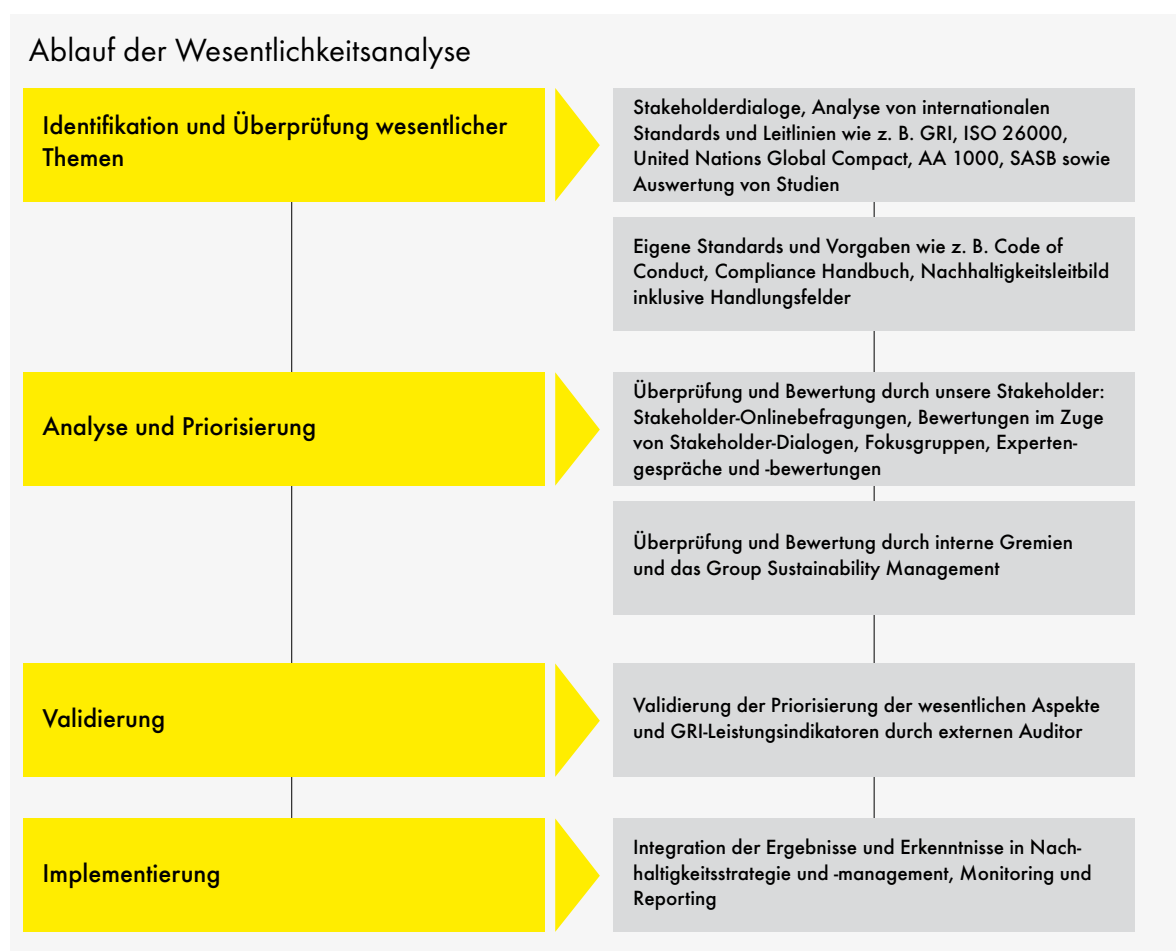 Ablauf der Wesentlichkeitsanalyse
Identifikation und Überprüfung wesentlicher
Themen
Stakeholderdialoge, Analyse von internationalen
Standards und Leitlinien wie z. B. GRI, ISO 26000,
United Nations Global Compact, AA 1000, SASB sowie
Auswertung von Studien
Eigene Standards und Vorgaben wie z. B. Code of
Conduct, Compliance Handbuch, Nachhaltigkeitsleitbild
inklusive Handlungsfelder
Analyse und Priorisierung
Überprüfung und Bewertung durch unsere Stakeholder:
Stakeholder-Onlinebefragungen, Bewertungen im Zuge
von Stakeholder-Dialogen, Fokusgruppen, Experten-
gespräche und -bewertungen
Überprüfung und Bewertung durch interne Gremien
und das Group Sustainability Management
Validierung
Validierung der Priorisierung der wesentlichen Aspekte
und GRI-Leistungsindikatoren durch externen Auditor
Implementierung
Integration der Ergebnisse und Erkenntnisse in Nach-
haltigkeitsstrategie und -management, Monitoring und
Reporting